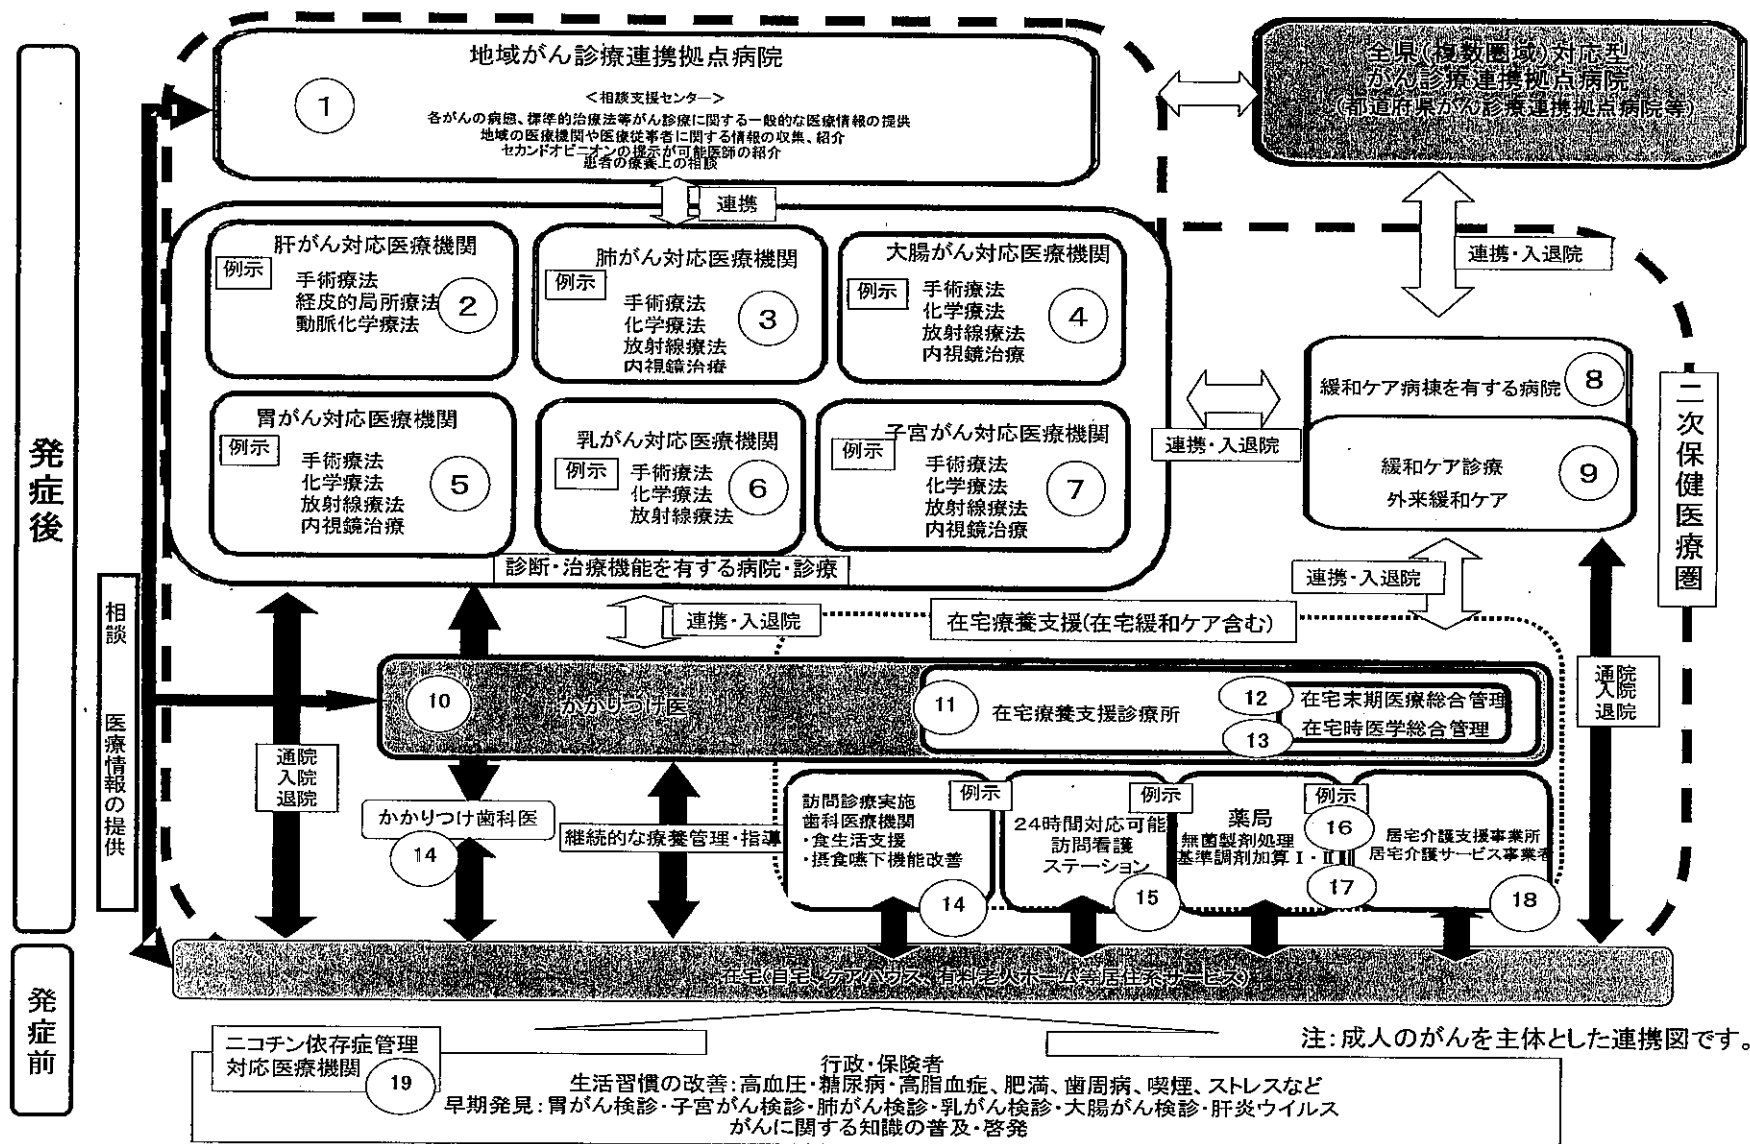 地域がん診療連携拠点病院
①
<相談支援センター>
各がんの病態、標準的治療法等がん診療に関する一般的な医療情報の提供
地域の医療機関や医療従事者に関する情報の収集、紹介
セカンドオピニオンの提示が可能医師の紹介
患者の療養上の相談
全県(複数圏域)対応型
がん診療連携拠点病院
(都道府県がん診療連携拠点病院等)
連携
連携・入退院
肝がん対応医療機関
例示
手術療法
経皮的局所療法
動脈化学療法
②
肺がん対応医療機関
例示
手術療法
化学療法
放射線療法
内視鏡治療
③
大腸がん対応医療機関
例示
手術療法
化学療法
放射線療法
内視鏡治療
④
胃がん対応医療機関
例示
手術療法
化学療法
放射線療法
内視鏡治療
⑤
乳がん対応医療機関
例示
手術療法
化学療法
放射線療法
⑥
子宮がん対応医療機関
例示
手術療法
化学療法
放射線療法
内視鏡治療
⑦
診断・治療機能を有する病院・診療
連携・入退院
緩和ケア病棟を有する病院
⑧
緩和ケア診療
外来緩和ケア
⑨
二次保健医療圏
発症後
相談 医療情報の提供
連携・入退院
連携・入退院
在宅療養支援(在宅緩和ケア含む)
⑩
かかりつけ医
⑪
在宅療養支援診療所
⑫
在宅末期医療総合管理
⑬
在宅時医学総合管理
通院
入院
退院
通院
入院
退院
かかりつけ歯科医
⑭
継続的な療養管理・指導
訪問診療実施
歯科医療機関
・食生活支援
・摂食嚥下機能改善
例示
⑭
24時間対応可能
訪問看護
ステーション
例示
⑮
薬局
無菌製剤処理
基準調剤加算Ⅰ・Ⅱ
例示
⑯
⑰
居宅介護支援事業所
居宅介護サービス事業者
⑱
発症前
在宅(自宅、ケアハウス、有料老人ホーム等居住系サービス)
ニコチン依存症管理
対応医療機関
⑲
注:成人のがんを主体とした連携図です。
行政・保険者
生活習慣の改善:高血圧・糖尿病・高脂血症、肥満、歯周病、喫煙、ストレスなど
早期発見:胃がん検診・子宮がん検診・肺がん検診・乳がん検診・大腸がん検診・肝炎ウイルス
がんに関する知識の普及・啓発